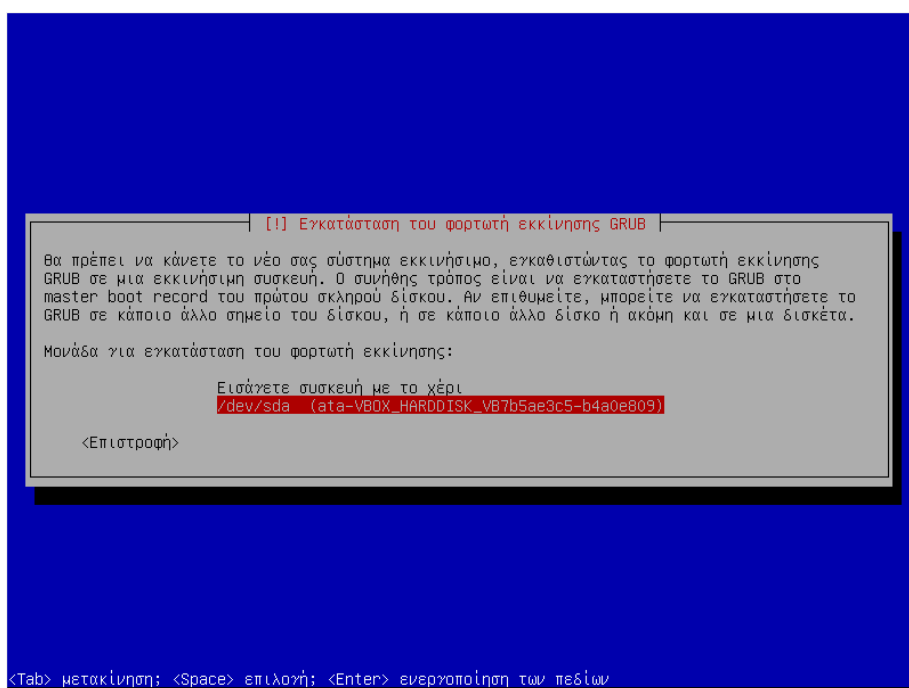 [!] Εγκατάσταση του φορτωτή εκκίνησης GRUB
Θα πρέπει να κάνετε το νέο σας σύστημα εκκινήσιμο, εγκαθιστώντας το φορτωτή εκκίνησης
GRUB σε μια εκκινήσιμη συσκευή. Ο συνήθης τρόπος είναι να εγκαταστήσετε το GRUB στο
master boot record του πρώτου σκληρού δίσκου. Αν επιθυμείτε, μπορείτε να εγκαταστήσετε το
GRUB σε κάποιο άλλο σημείο του δίσκου, ή σε κάποιο άλλο δίσκο ή ακόμη και σε μια δισκέτα.
Μονάδα για εγκατάσταση του φορτωτή εκκίνησης:
Εισάγετε συσκευή με το χέρι
/dev/sda (ata-VBOX_HARDDISK_VB7b5ae3c5-b4a0e809)
<Επιστροφή>
<Tab> μετακίνηση; <Space> επιλογή; <Enter> ενεργοποίηση των πεδίων